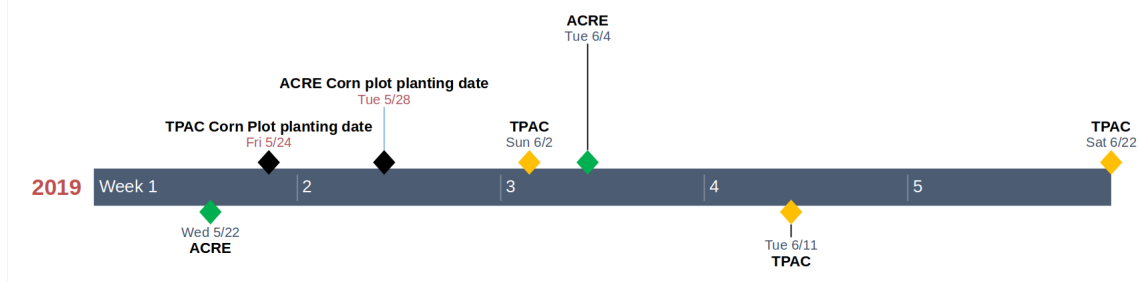 ACRE
Tue 6/4
ACRE Corn plot planting date
Tue 5/28
TPAC Corn Plot planting date
Fri 5/24
TPAC
Sun 6/2
TPAC
Sat 6/22
2019
Week 1
2
3
4
5
Wed 5/22
ACRE
Tue 6/11
TPAC